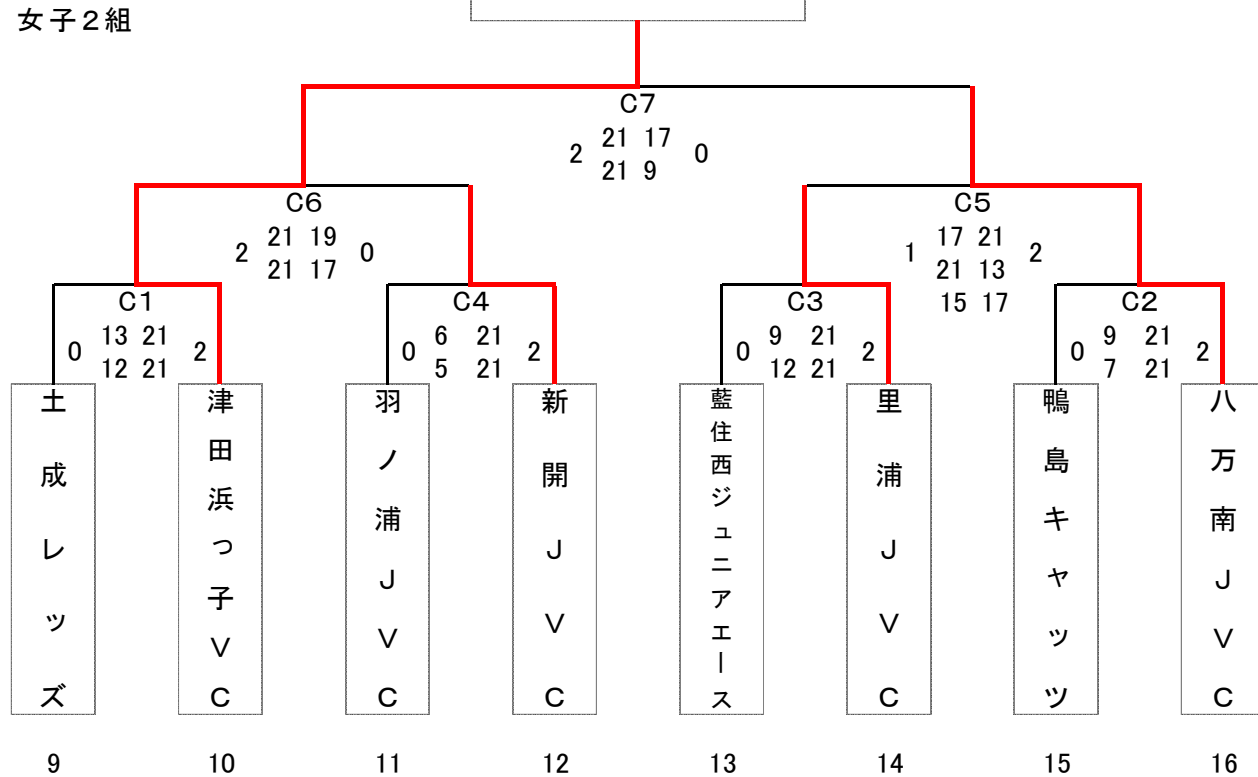 女子２組
C7
2 21 17 0
21 9
C6
2 21 19 0
21 17
C5
1 17 21 2
21 13
15 17
C1
0 13 21 2
12 21
C4
0 6 21 2
5 21
C3
0 9 21 2
12 21
C2
0 9 21 2
7 21
土成レッズ
津田浜っ子ＶＣ
羽ノ浦ＪＶＣ
新開ＪＶＣ
藍住西ジュニアエース
里浦ＪＶＣ
鴨島キャッツ
八万南ＪＶＣ
9 10 11 12 13 14 15 16